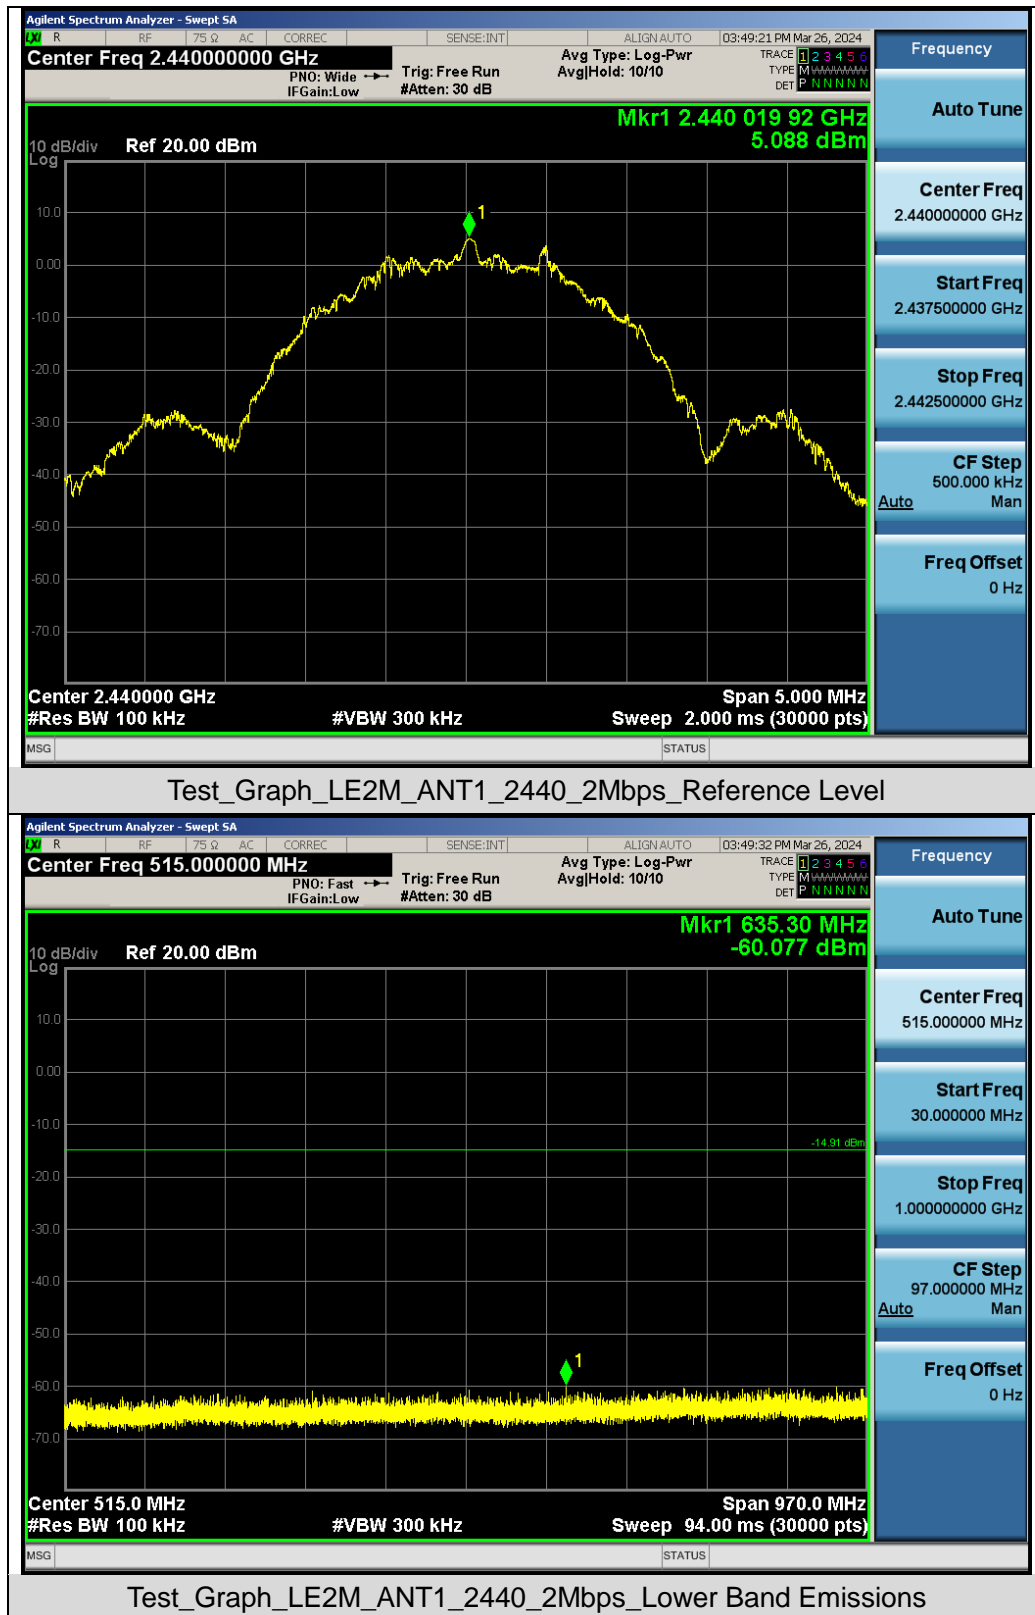 Agilent Spectrum Analyzer - Swept SA
LXI R RF 75 Ω AC CORREC SENSE:INT ALIGN AUTO 03:49:21 PM Mar 26, 2024
Center Freq 2.440000000 GHz
PNO: Wide
IFGain:Low
Trig: Free Run
#Atten: 30 dB
Avg Type: Log-Pwr
Avg|Hold: 10/10
TRACE 1 2 3 4 5 6
TYPE M
DET P N N N N N
Mkr1 2.440 019 92 GHz
5.088 dBm
10 dB/div Ref 20.00 dBm
Log
1
10.0
0.00
-10.0
-20.0
-30.0
-40.0
-50.0
-60.0
-70.0
Center 2.440000 GHz Span 5.000 MHz
#Res BW 100 kHz #VBW 300 kHz Sweep 2.000 ms (30000 pts)
MSG STATUS
Frequency
Auto Tune
Center Freq
2.440000000 GHz
Start Freq
2.437500000 GHz
Stop Freq
2.442500000 GHz
CF Step
500.000 kHz
Auto Man
Freq Offset
0 Hz
Test_Graph_LE2M_ANT1_2440_2Mbps_Reference Level
Agilent Spectrum Analyzer - Swept SA
LXI R RF 75 Ω AC CORREC SENSE:INT ALIGN AUTO 03:49:32 PM Mar 26, 2024
Center Freq 515.000000 MHz
PNO: Fast
IFGain:Low
Trig: Free Run
#Atten: 30 dB
Avg Type: Log-Pwr
Avg|Hold: 10/10
TRACE 1 2 3 4 5 6
TYPE M
DET P N N N N N
Mkr1 635.30 MHz
-60.077 dBm
10 dB/div Ref 20.00 dBm
Log
10.0
0.00
-10.0
-14.91 dBm
-20.0
-30.0
-40.0
-50.0
1
-60.0
-70.0
Center 515.0 MHz Span 970.0 MHz
#Res BW 100 kHz #VBW 300 kHz Sweep 94.00 ms (30000 pts)
MSG STATUS
Frequency
Auto Tune
Center Freq
515.000000 MHz
Start Freq
30.000000 MHz
Stop Freq
1.000000000 GHz
CF Step
97.000000 MHz
Auto Man
Freq Offset
0 Hz
Test_Graph_LE2M_ANT1_2440_2Mbps_Lower Band Emissions